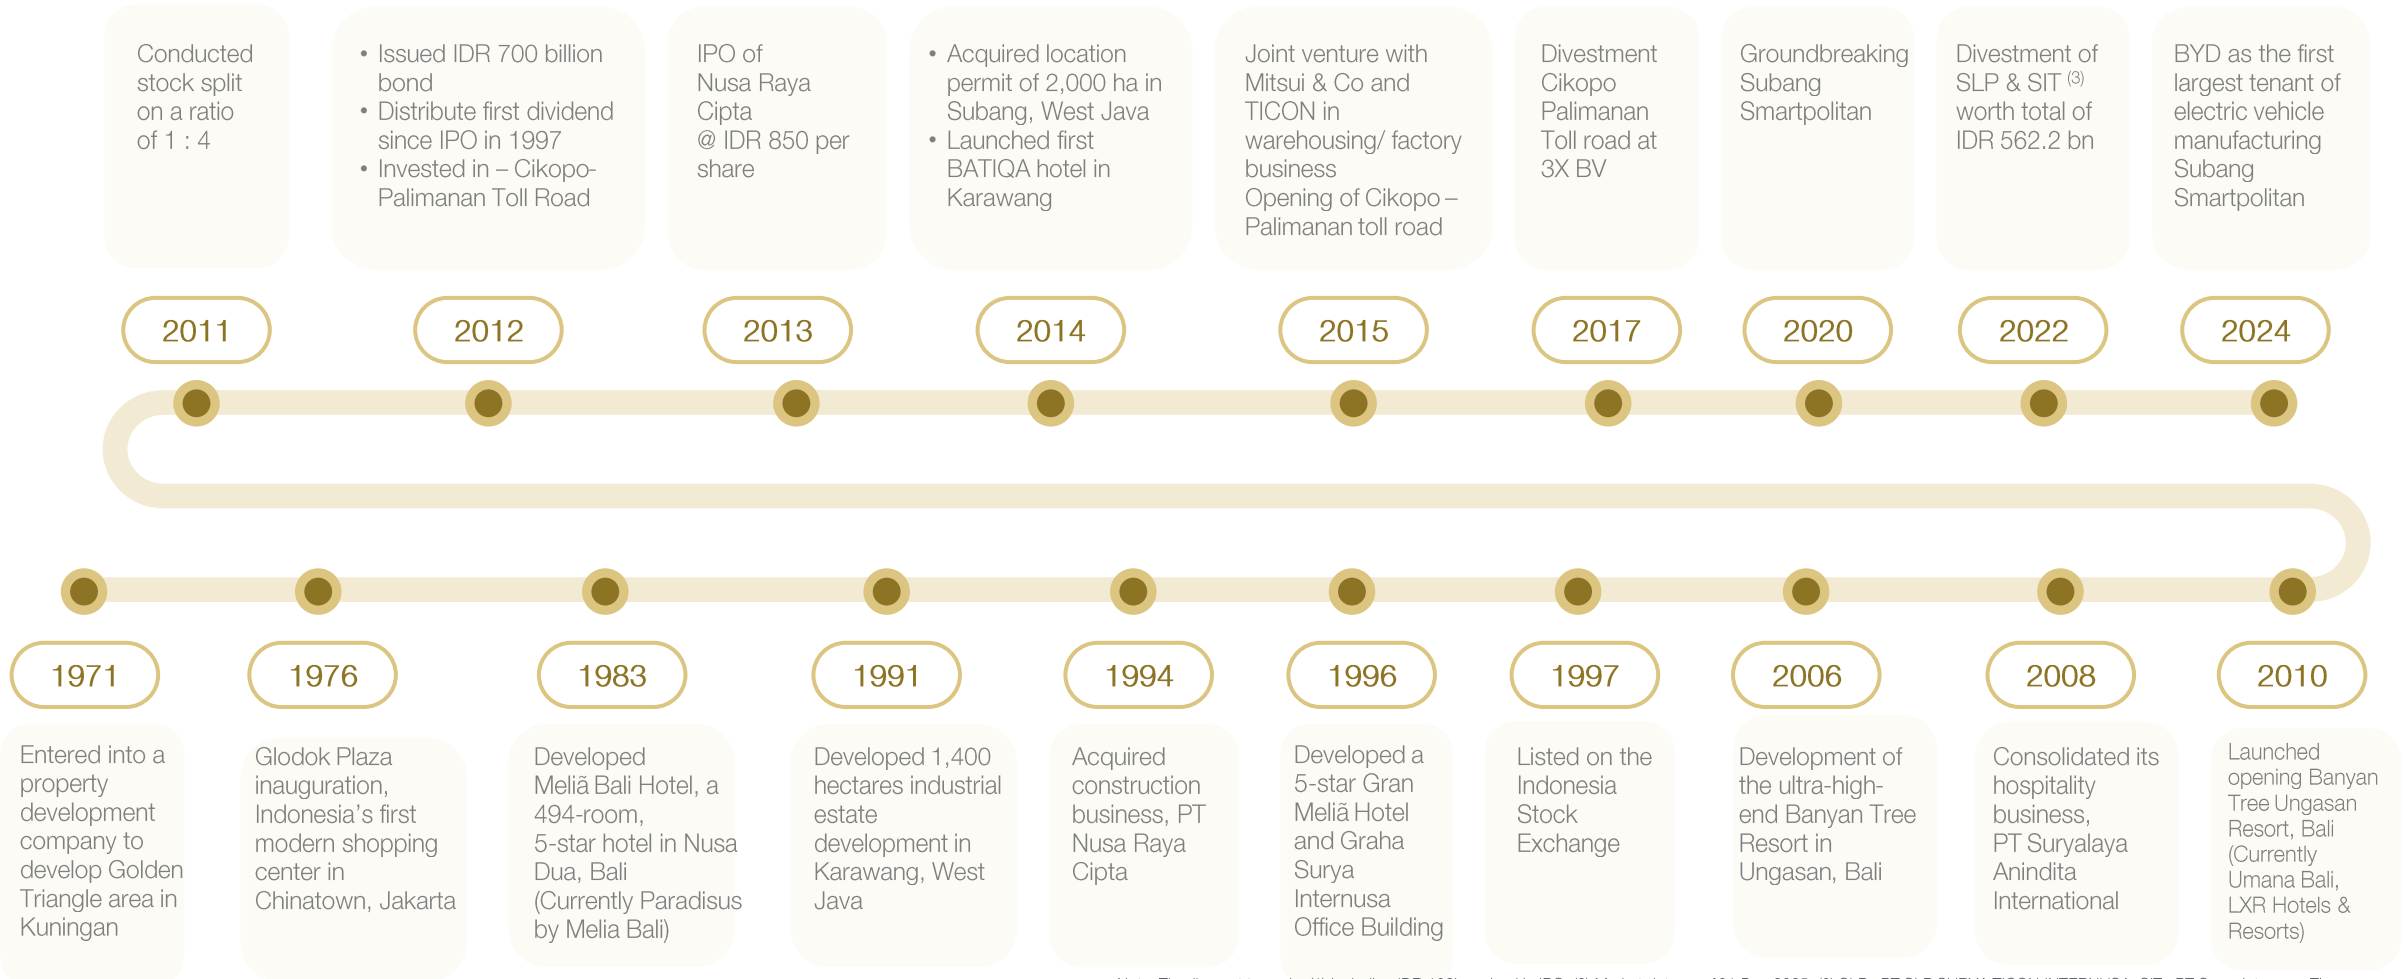 Conducted
stock split
on a ratio
of 1 : 4
• Issued IDR 700 billion
bond
• Distribute first dividend
since IPO in 1997
• Invested in – Cikopo-
Palimanan Toll Road
IPO of
Nusa Raya
Cipta
@ IDR 850 per
share
• Acquired location
permit of 2,000 ha in
Subang, West Java
• Launched first
BATIQA hotel in
Karawang
Joint venture with
Mitsui & Co and
TICON in
warehousing/ factory
business
Opening of Cikopo –
Palimanan toll road
Divestment
Cikopo
Palimanan
Toll road at
3X BV
Groundbreaking
Subang
Smartpolitan
Divestment of
SLP & SIT (3)
worth total of
IDR 562.2 bn
BYD as the first
largest tenant of
electric vehicle
manufacturing
Subang
Smartpolitan
2011
2012
2013
2014
2015
2017
2020
2022
2024
1971
1976
1983
1991
1994
1996
1997
2006
2008
2010
Entered into a
property
development
company to
develop Golden
Triangle area in
Kuningan
Glodok Plaza
inauguration,
Indonesia's first
modern shopping
center in
Chinatown, Jakarta
Developed
Meliã Bali Hotel, a
494-room,
5-star hotel in Nusa
Dua, Bali
(Currently Paradisus
by Melia Bali)
Developed 1,400
hectares industrial
estate
development in
Karawang, West
Java
Acquired
construction
business, PT
Nusa Raya
Cipta
Developed a
5-star Gran
Meliã Hotel
and Graha
Surya
Internusa
Office Building
Listed on the
Indonesia
Stock
Exchange
Development of
the ultra-high-
end Banyan Tree
Resort in
Ungasan, Bali
Consolidated its
hospitality
business,
PT Suryalaya
Anindita
International
Launched
opening Banyan
Tree Ungasan
Resort, Bali
(Currently
Umana Bali,
LXR Hotels &
Resorts)